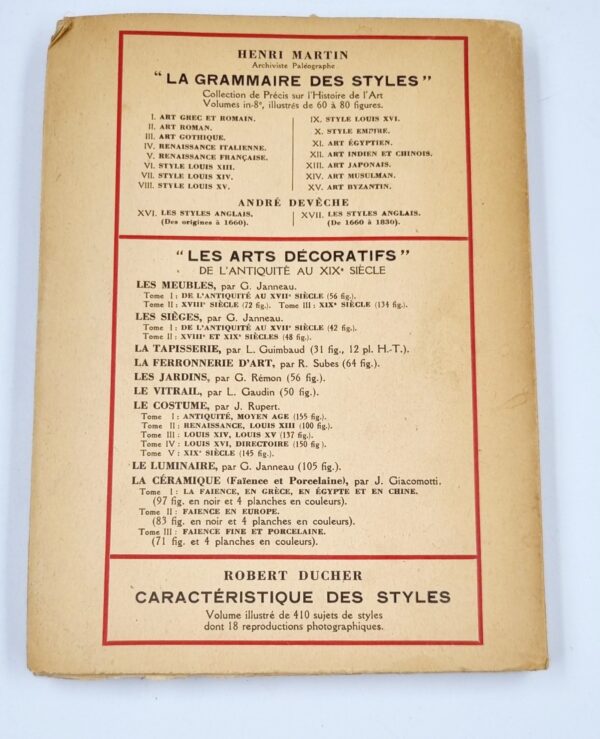 HENRI MARTIN
Archiviste Paléographe
“ LA GRAMMAIRE DES STYLES ”
Collection de Précis sur l'Histoire de l'Art
Volumes in-8°, illustrés de 60 à 80 figures.
I. ART GREC ET ROMAIN.
II. ART ROMAN.
III. ART GOTHIQUE.
IV. RENAISSANCE ITALIENNE.
V. RENAISSANCE FRANÇAISE.
VI. STYLE LOUIS XIII.
VII. STYLE LOUIS XIV.
VIII. STYLE LOUIS XV.
IX. STYLE LOUIS XVI.
X. STYLE EMPIRE.
XI. ART ÉGYPTIEN.
XII. ART INDIEN ET CHINOIS.
XIII. ART JAPONAIS.
XIV. ART MUSULMAN.
XV. ART BYZANTIN.
ANDRÉ DEVÈCHE
XVI. LES STYLES ANGLAIS.
(Des origines à 1660).
XVII. LES STYLES ANGLAIS.
(De 1660 à 1830).
“ LES ARTS DÉCORATIFS ”
DE L'ANTIQUITÉ AU XIXe SIÈCLE
LES MEUBLES, par G. Janneau.
Tome I : DE L'ANTIQUITÉ AU XVIIe SIÈCLE (56 fig.).
Tome II : XVIIIe SIÈCLE (72 fig.). Tome III : XIXe SIÈCLE (134 fig.).
LES SIÈGES, par G. Janneau.
Tome I : DE L'ANTIQUITÉ AU XVIIe SIÈCLE (42 fig.).
Tome II : XVIIIe ET XIXe SIÈCLES (48 fig.).
LA TAPISSERIE, par L. Guimbaud (31 fig., 12 pl. H.-T.).
LA FERRONNERIE D'ART, par R. Subes (64 fig.).
LES JARDINS, par G. Rémon (56 fig.).
LE VITRAIL, par L. Gaudin (50 fig.).
LE COSTUME, par J. Rupert.
Tome I : ANTIQUITÉ, MOYEN AGE (155 fig.).
Tome II : RENAISSANCE, LOUIS XIII (100 fig.).
Tome III : LOUIS XIV, LOUIS XV (137 fig.).
Tome IV : LOUIS XVI, DIRECTOIRE (150 fig ).
Tome V : XIXe SIÈCLE (145 fig.).
LE LUMINAIRE, par G. Janneau (105 fig.).
LA CÉRAMIQUE (Faïence et Porcelaine), par J. Giacomotti.
Tome I : LA FAIENCE, EN GRÈCE, EN ÉGYPTE ET EN CHINE.
(97 fig. en noir et 4 planches en couleurs).
Tome II : FAIENCE EN EUROPE.
(83 fig. en noir et 4 planches en couleurs).
Tome III : FAIENCE FINE ET PORCELAINE.
(71 fig. et 4 planches en couleurs).
ROBERT DUCHER
CARACTÉRISTIQUE DES STYLES
Volume illustré de 410 sujets de styles
dont 18 reproductions photographiques.